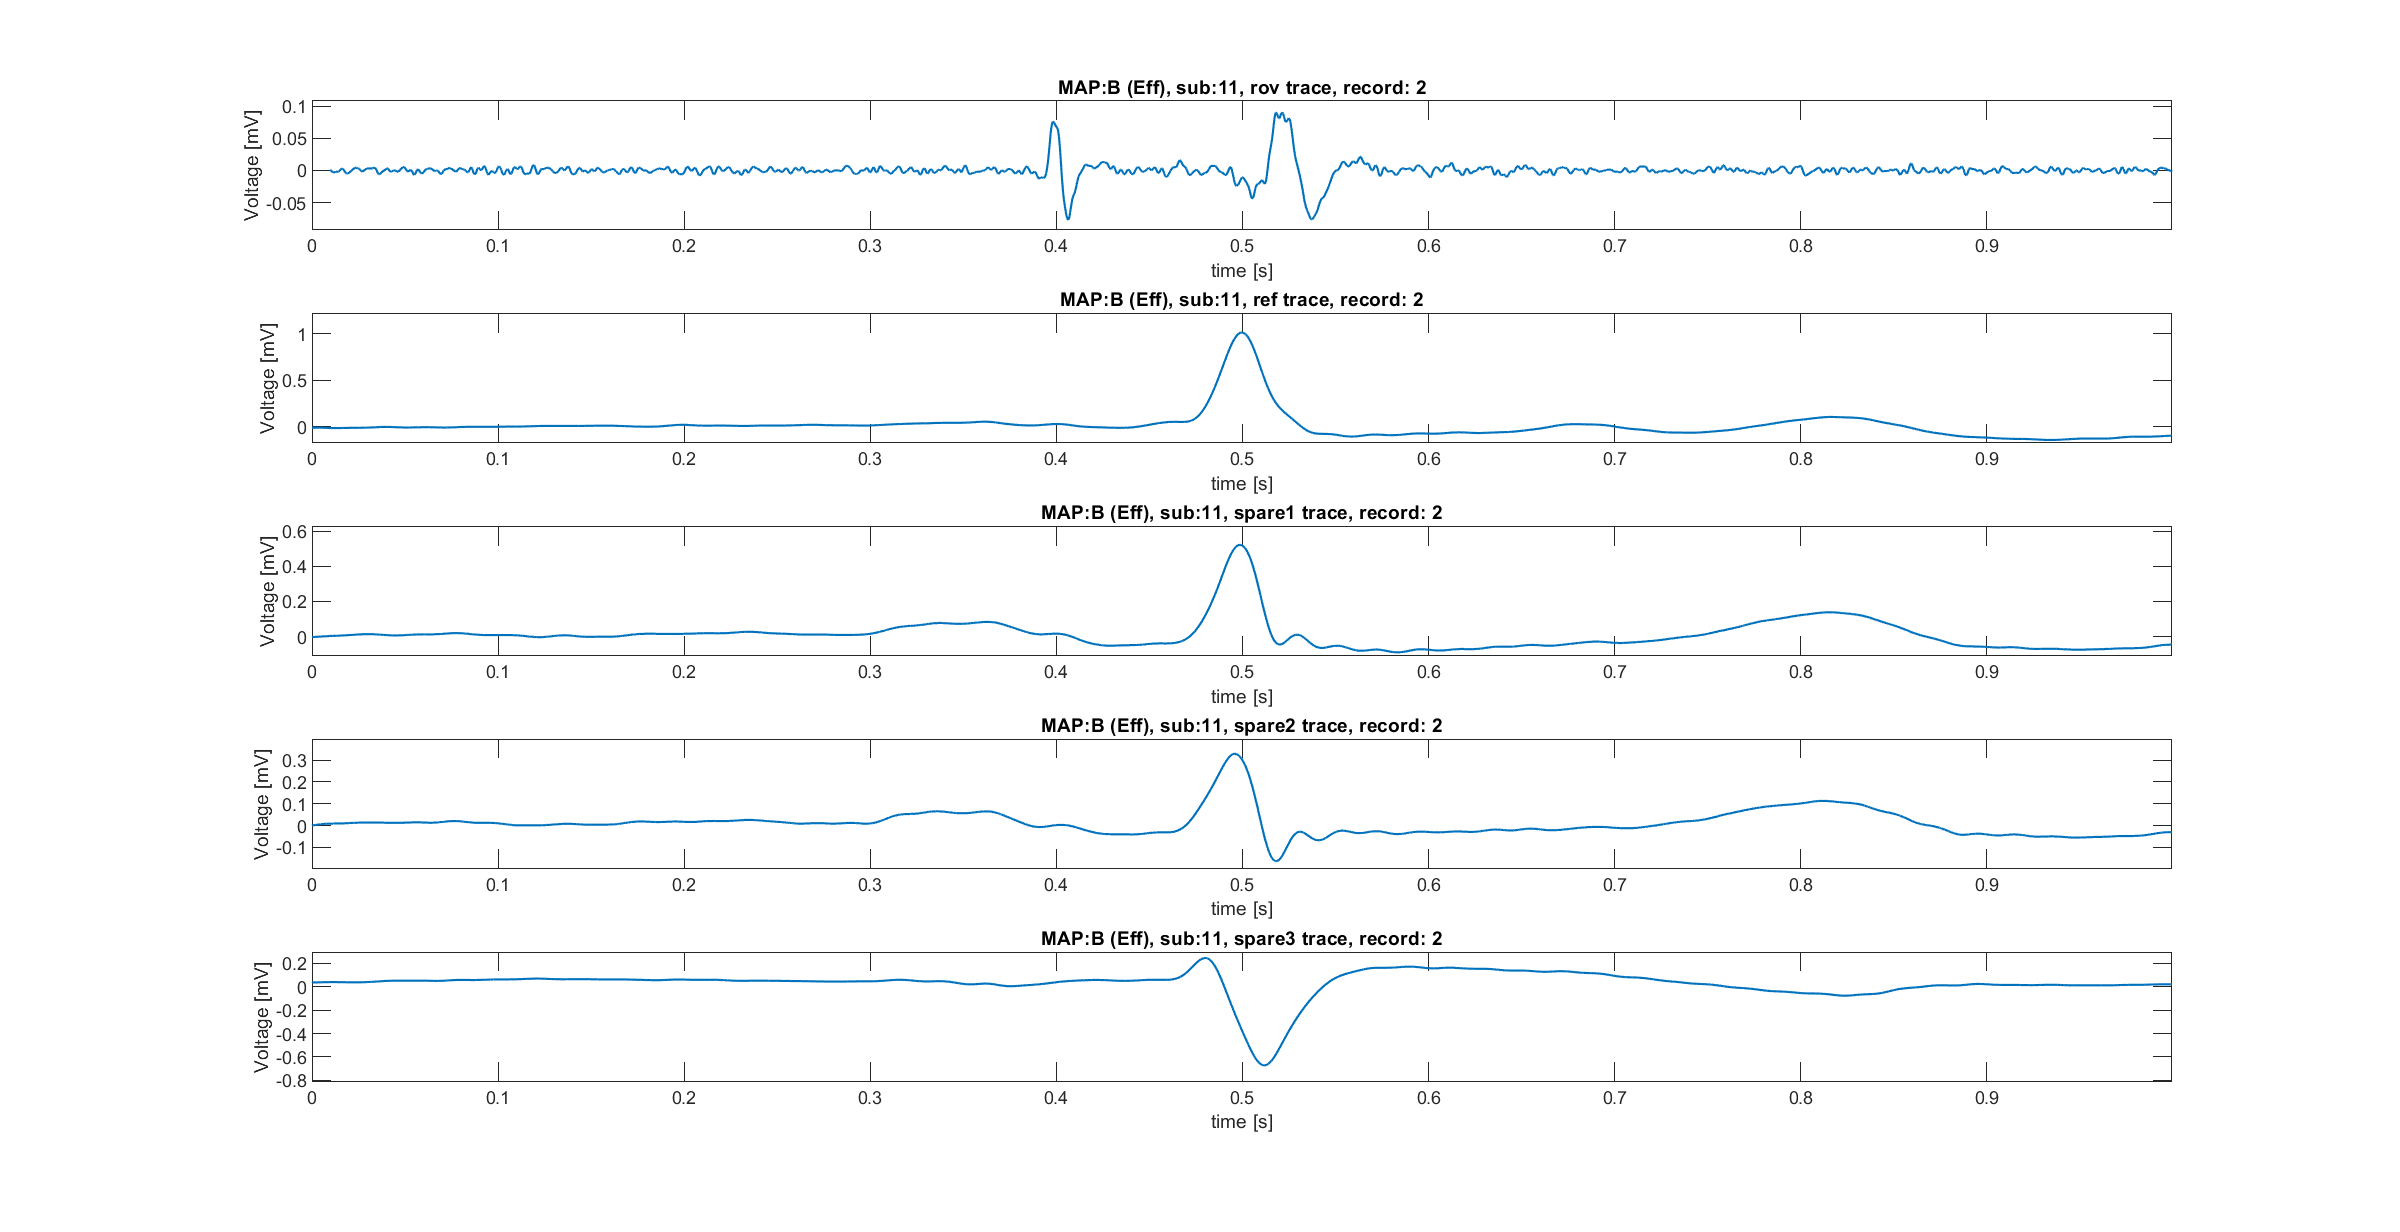 MAP:B (Eff), sub:11, rov trace, record: 2
Voltage [mV]
0.1
0.05
0
-0.05
0 0.1 0.2 0.3 0.4 0.5 0.6 0.7 0.8 0.9
time [s]
MAP:B (Eff), sub:11, ref trace, record: 2
Voltage [mV]
1
0.5
0
0 0.1 0.2 0.3 0.4 0.5 0.6 0.7 0.8 0.9
time [s]
MAP:B (Eff), sub:11, spare1 trace, record: 2
Voltage [mV]
0.6
0.4
0.2
0
0 0.1 0.2 0.3 0.4 0.5 0.6 0.7 0.8 0.9
time [s]
MAP:B (Eff), sub:11, spare2 trace, record: 2
Voltage [mV]
0.3
0.2
0.1
0
-0.1
0 0.1 0.2 0.3 0.4 0.5 0.6 0.7 0.8 0.9
time [s]
MAP:B (Eff), sub:11, spare3 trace, record: 2
Voltage [mV]
0.2
0
-0.2
-0.4
-0.6
-0.8
0 0.1 0.2 0.3 0.4 0.5 0.6 0.7 0.8 0.9
time [s]